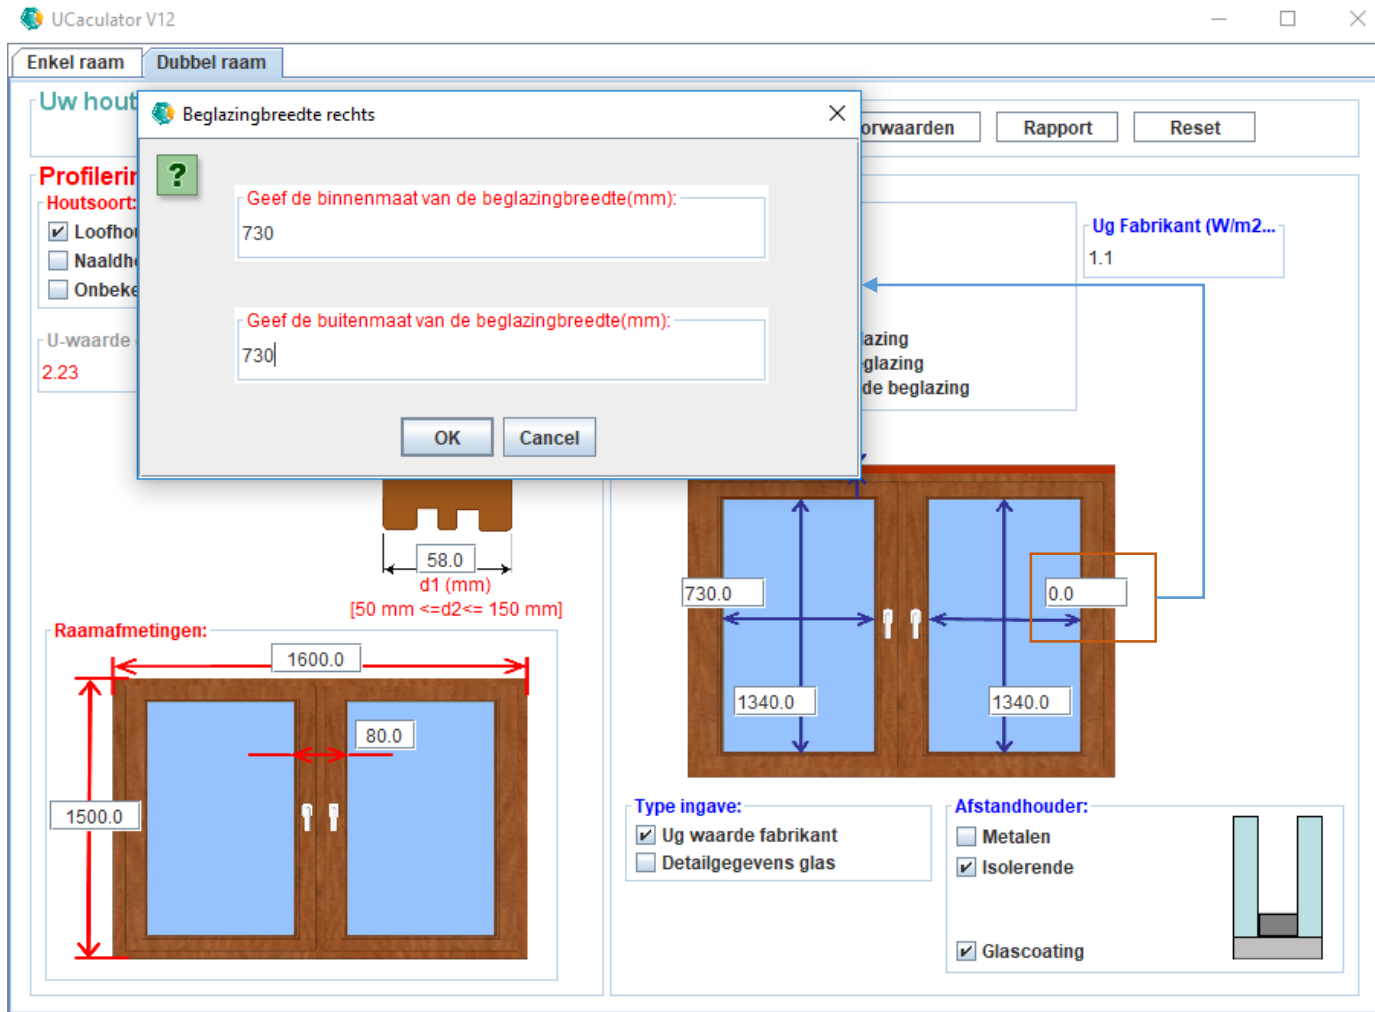 UCaculator V12
Enkel raam
Dubbel raam
Uw hout
orwaarden
Rapport
Reset
Beglazingbreedte rechts
?
Geef de binnenmaat van de beglazingbreedte(mm):
730
Geef de buitenmaat van de beglazingbreedte(mm):
730
OK
Cancel
Profilerin
Houtsoort:
Loofhou
Naaldh
Onbeke
U-waarde
2.23
Ug Fabrikant (W/m2...
1.1
azing
glazing
de beglazing
58.0
d1 (mm)
[50 mm <=d2<= 150 mm]
Raamafmetingen:
1600.0
80.0
1500.0
730.0
0.0
1340.0
1340.0
Type ingave:
Ug waarde fabrikant
Detailgegevens glas
Afstandhouder:
Metalen
Isolerende
Glascoating